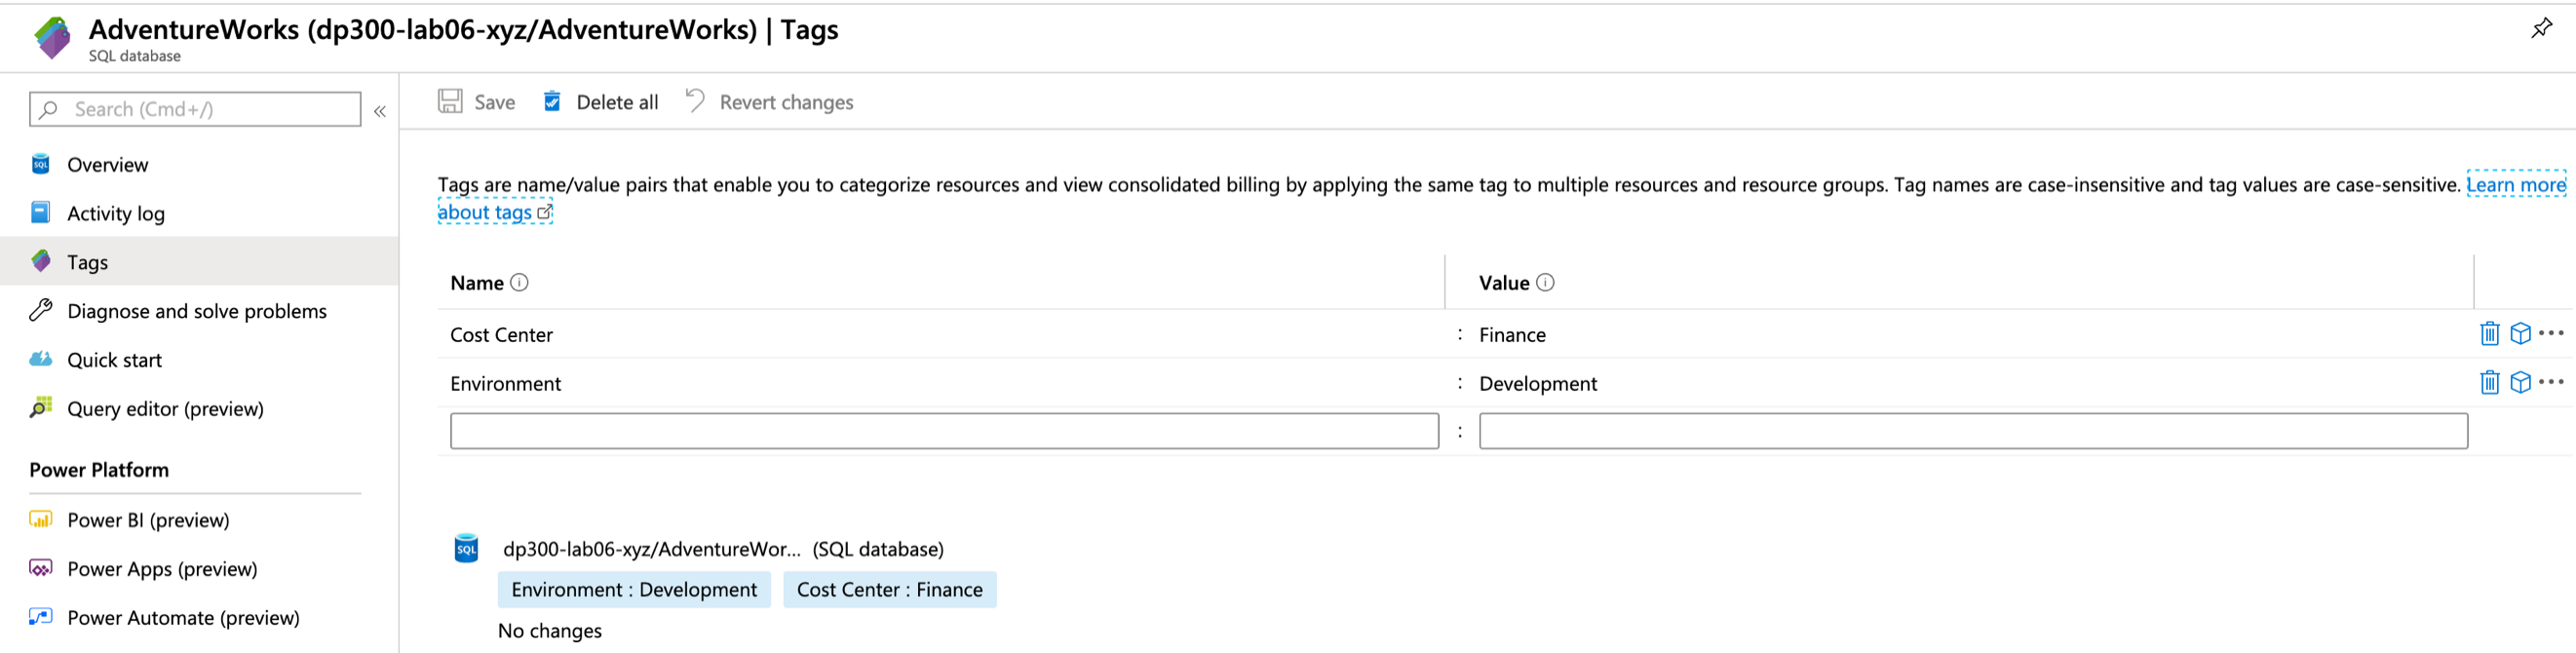 AdventureWorks (dp300-lab06-xyz/AdventureWorks) | Tags
SQL database
Search (Cmd+/)
«
Overview
Activity log
Tags
Diagnose and solve problems
Quick start
Query editor (preview)
Power Platform
Power BI (preview)
Power Apps (preview)
Power Automate (preview)
Save
Delete all
Revert changes
Tags are name/value pairs that enable you to categorize resources and view consolidated billing by applying the same tag to multiple resources and resource groups. Tag names are case-insensitive and tag values are case-sensitive. Learn more
about tags
Name Value
Cost Center : Finance
Environment : Development
:
SQL
dp300-lab06-xyz/AdventureWor... (SQL database)
Environment : Development Cost Center : Finance
No changes